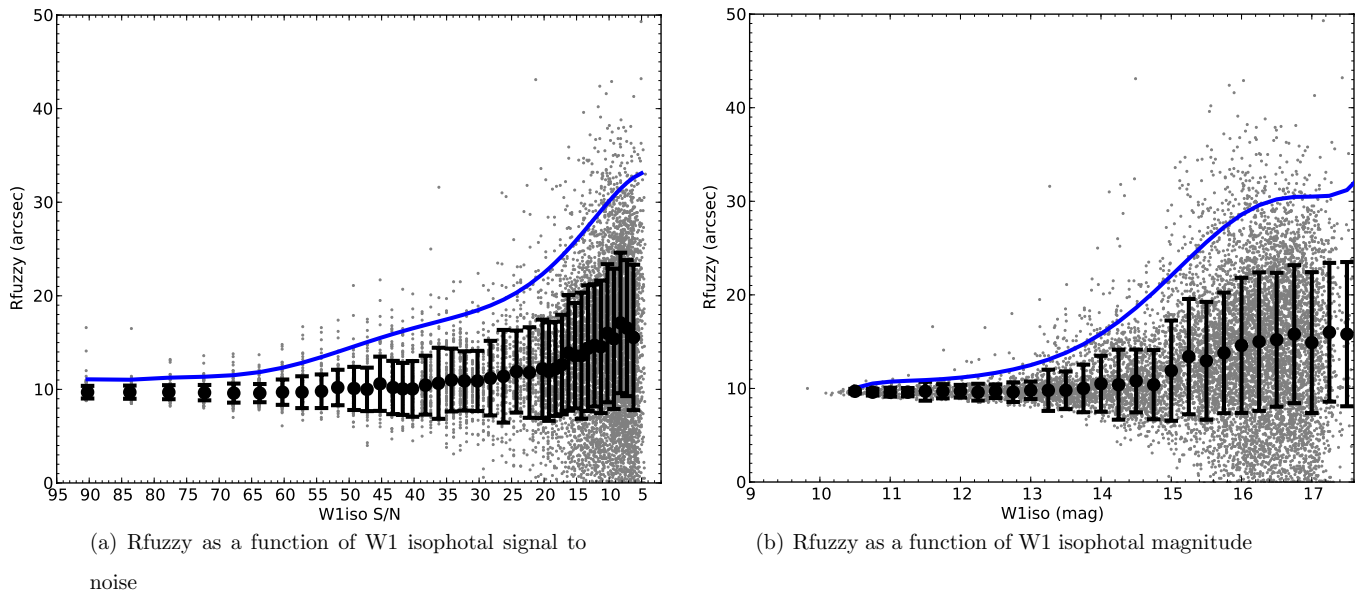 50
40
30
20
10
0
Rfuzzy (arcsec)
95 90 85 80 75 70 65 60 55 50 45 40 35 30 25 20 15 10 5
W1iso S/N
(a) Rfuzzy as a function of W1 isophotal signal to
noise
50
40
30
20
10
0
Rfuzzy (arcsec)
9 10 11 12 13 14 15 16 17
W1iso (mag)
(b) Rfuzzy as a function of W1 isophotal magnitude